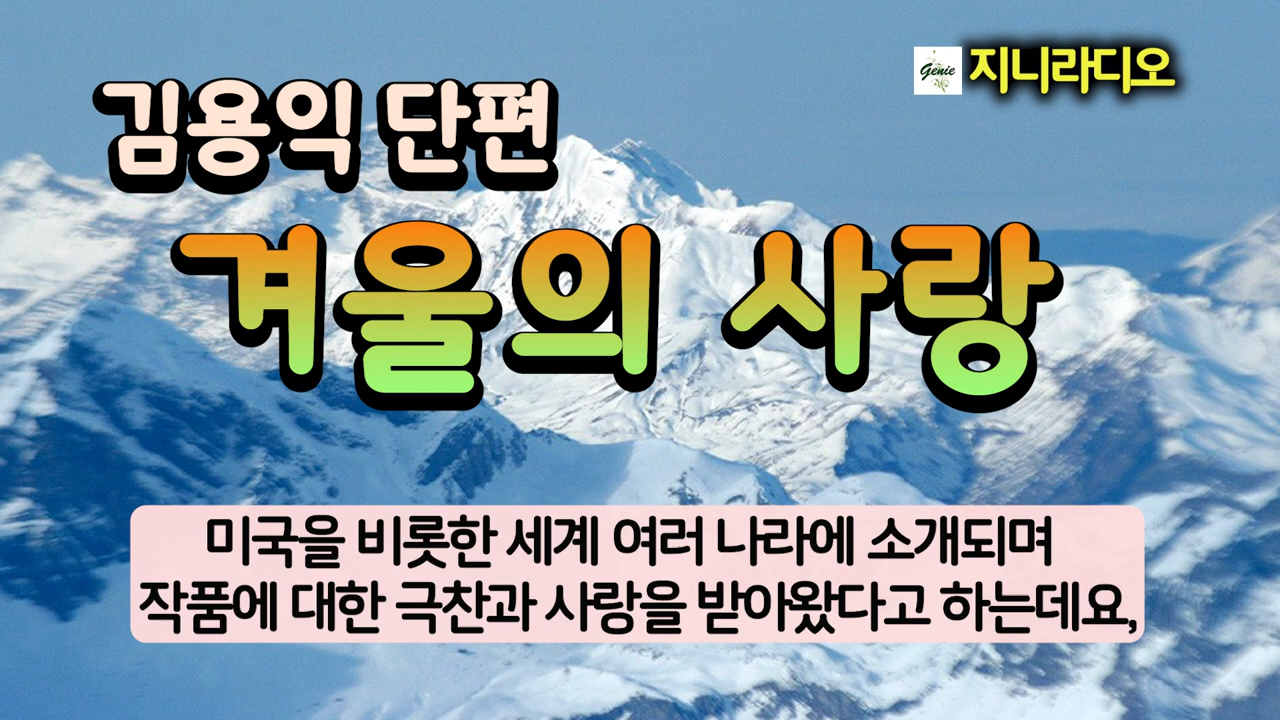 Genie 지니라디오
김용익 단편
겨울의 사랑
미국을 비롯한 세계 여러 나라에 소개되며
작품에 대한 극찬과 사랑을 받아왔다고 하는데요,